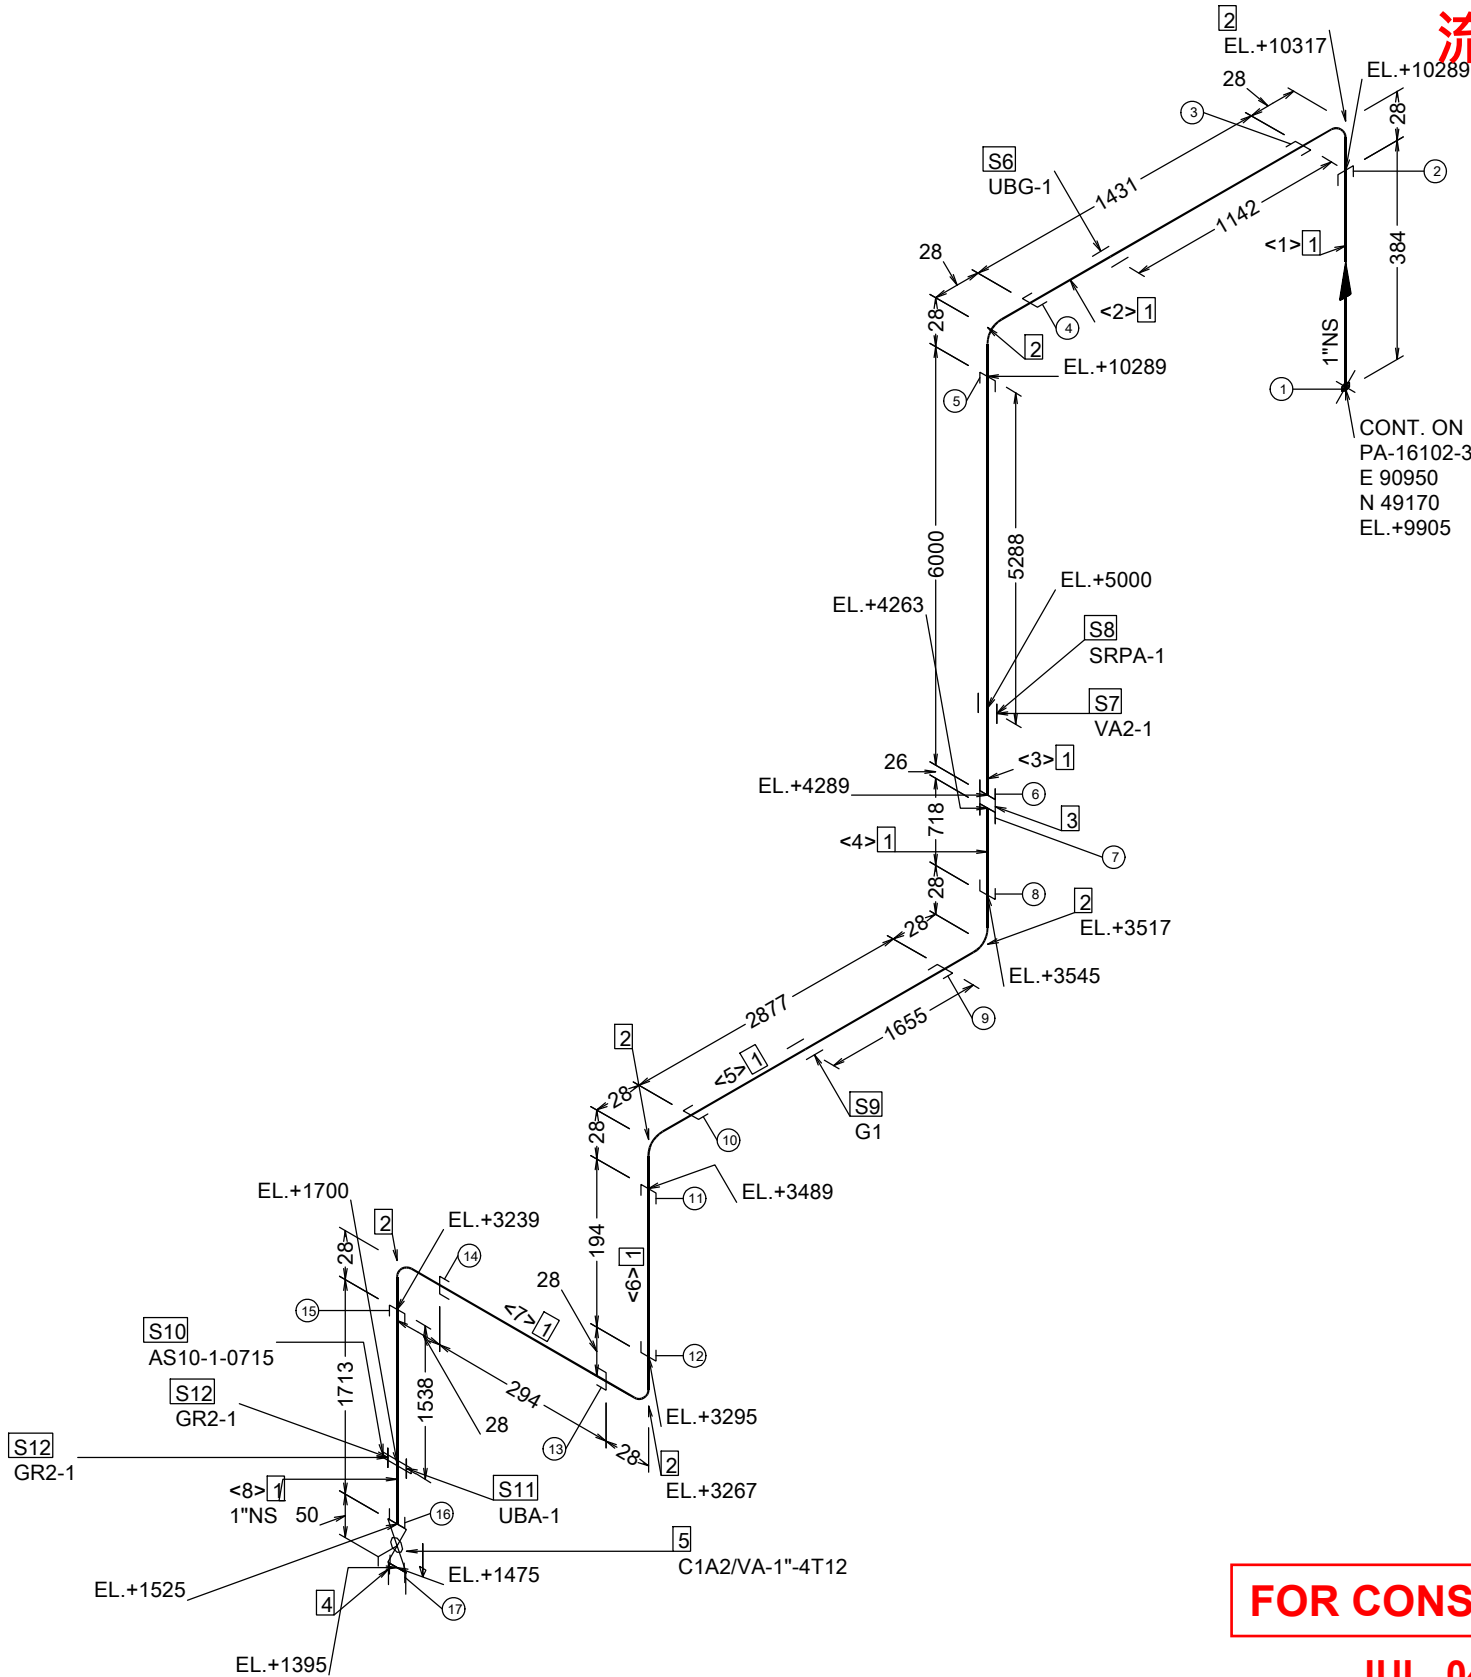 2
EL.+10317
流
EL.+10289
28
3
28
2
S6
UBG-1
1431
1142
384
<1> 1
28
<2> 1
4
28
2
1"NS
EL.+10289
5
1
CONT. ON
PA-16102-3
E 90950
N 49170
EL.+9905
6000
5288
EL.+5000
EL.+4263
S8
SRPA-1
S7
VA2-1
26
<3> 1
EL.+4289
6
3
718
<4> 1
7
28
8
2
EL.+3517
28
EL.+3545
9
2877
1655
2
<5> 1
28
S9
G1
10
28
EL.+1700
EL.+3489
11
2
EL.+3239
14
28
194
<6> 1
28
15
<7> 1
S10
AS10-1-0715
12
S12
GR2-1
1713
1538
294
28
13
28
EL.+3295
2
EL.+3267
S12
GR2-1
<8> 1
1"NS
50
S11
UBA-1
16
5
C1A2/VA-1"-4T12
EL.+1525
EL.+1475
4
17
EL.+1395
FOR CONS